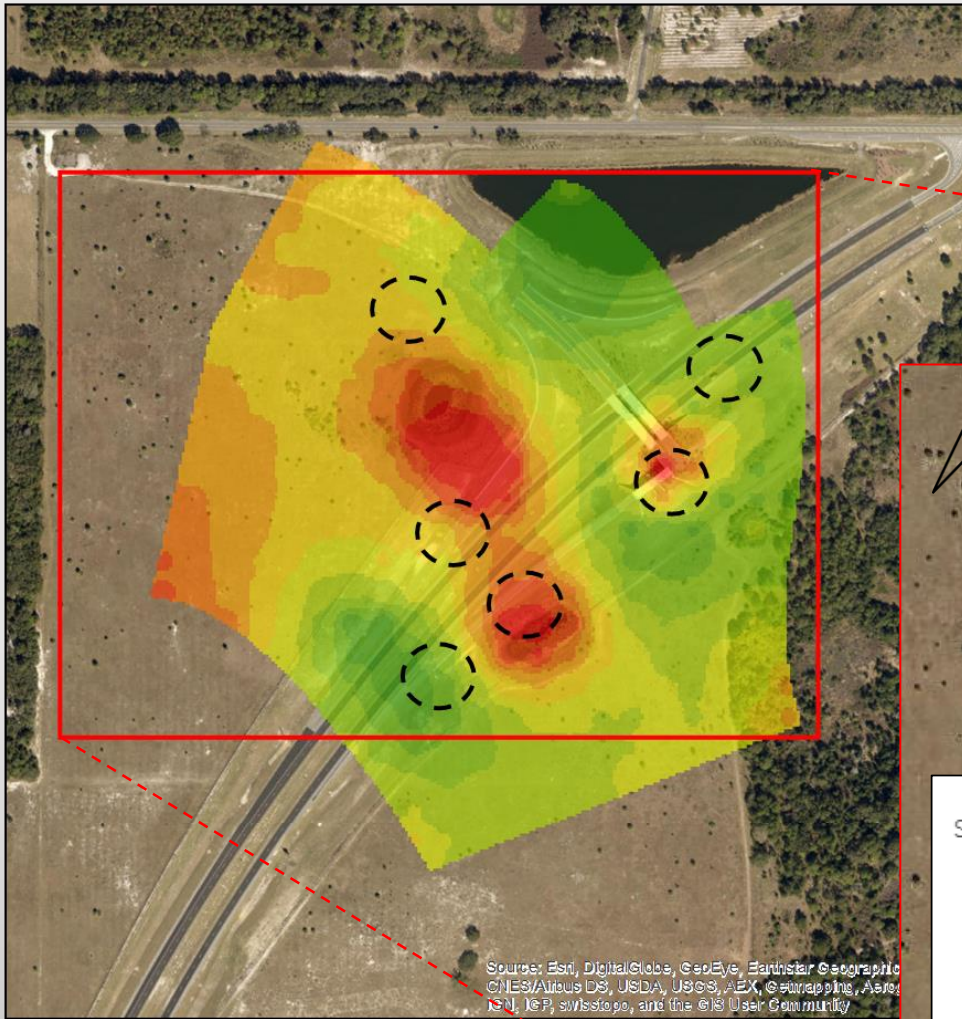 S
Source: Esri, DigitalGlobe, GeoEye, Earthstar Geographic
CNES/Airbus DS, USDA, USGS, AEX, Getmapping, Aerog
IGN, IGP, swisstopo, and the GIS User Community